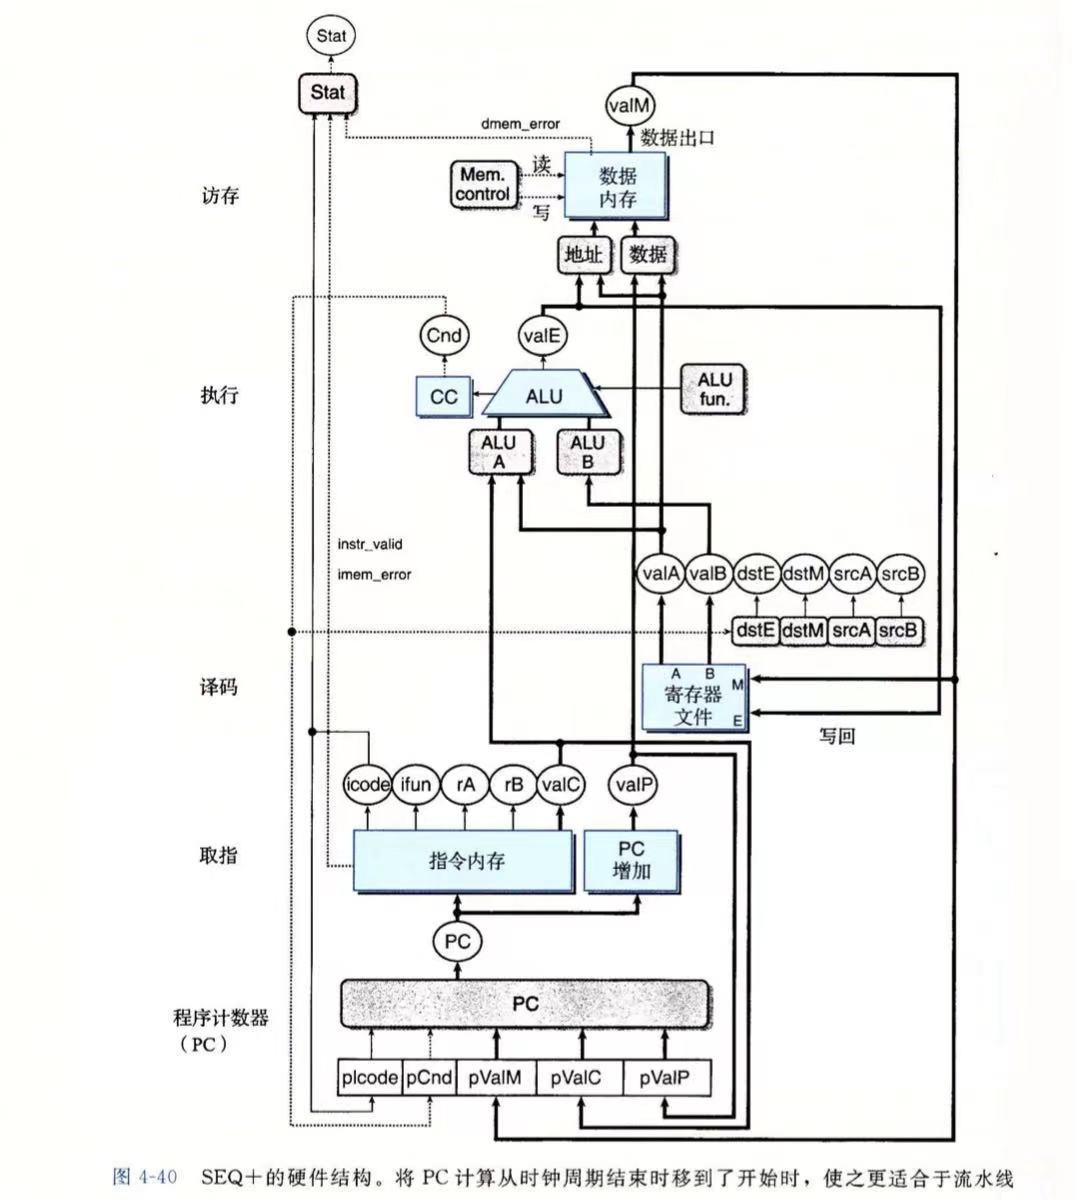 Stat
Stat
valM
dmem_error
数据出口
读
Mem.
control
数据
内存
访存
写
地址
数据
Cnd
valE
ALU
fun.
执行
CC
ALU
ALU
A
ALU
B
instr_valid
imem_error
valA
valB
dstE
dstM
srcA
srcB
dstE
dstM
srcA
srcB
A
B
M
译码
寄存器
文件
E
写回
icode
ifun
rA
rB
valC
valP
取指
指令内存
PC
增加
PC
PC
程序计数器
（PC）
pIcode
pCnd
pValM
pValC
pValP
图 4-40 SEQ+的硬件结构。将 PC 计算从时钟周期结束时移到了开始时，使之更适合于流水线